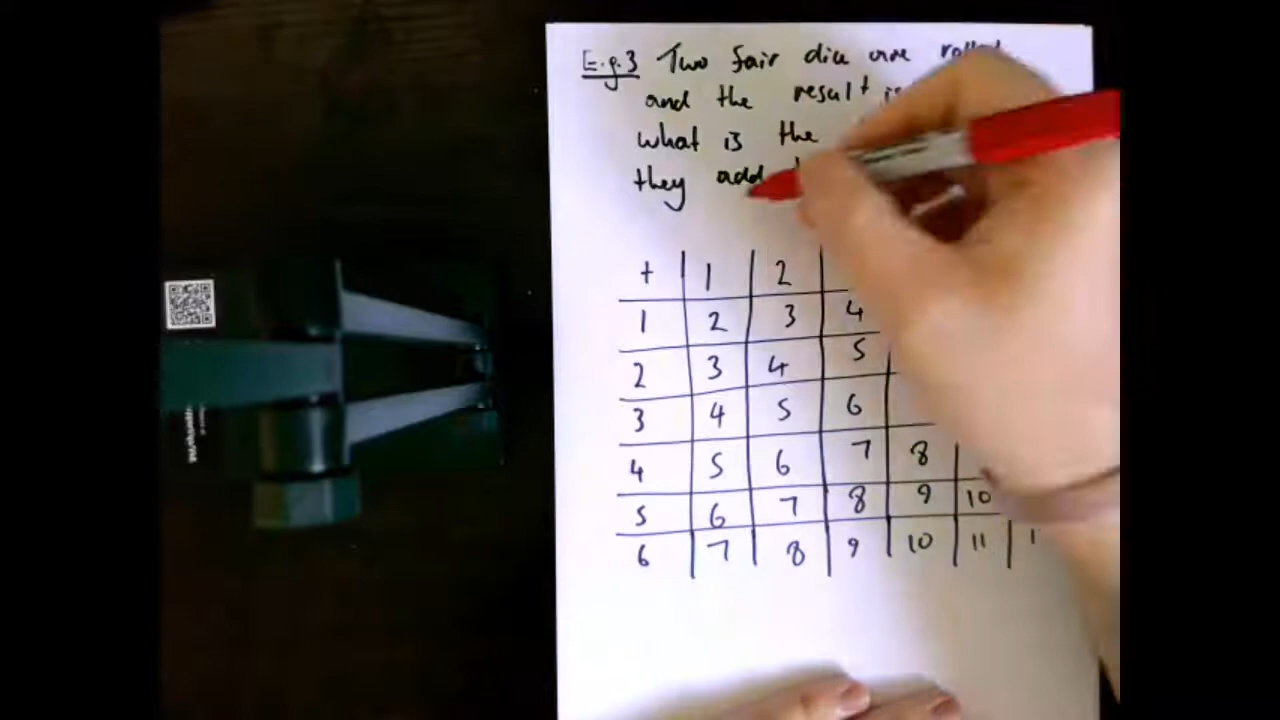 E.g.3 Two fair dice are rolled
and the result is
what is the
they add
+ 1 2
1 2 3 4
2 3 4 5
3 4 5 6
4 5 6 7 8
5 6 7 8 9 10
6 7 8 9 10 11